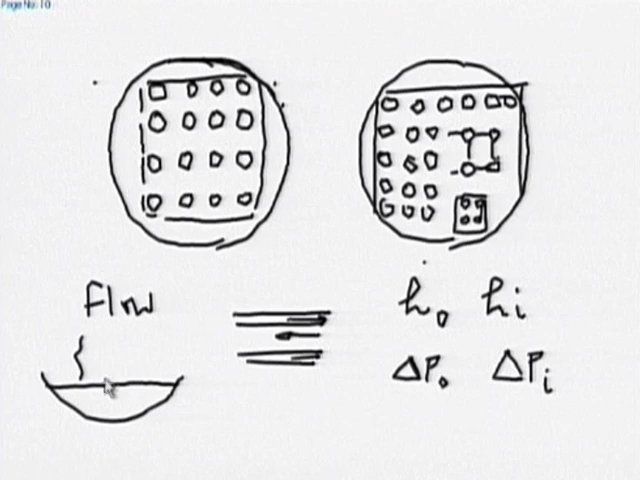 Page No: 10
Flow
h₀ hᵢ
ΔP₀ ΔPᵢ